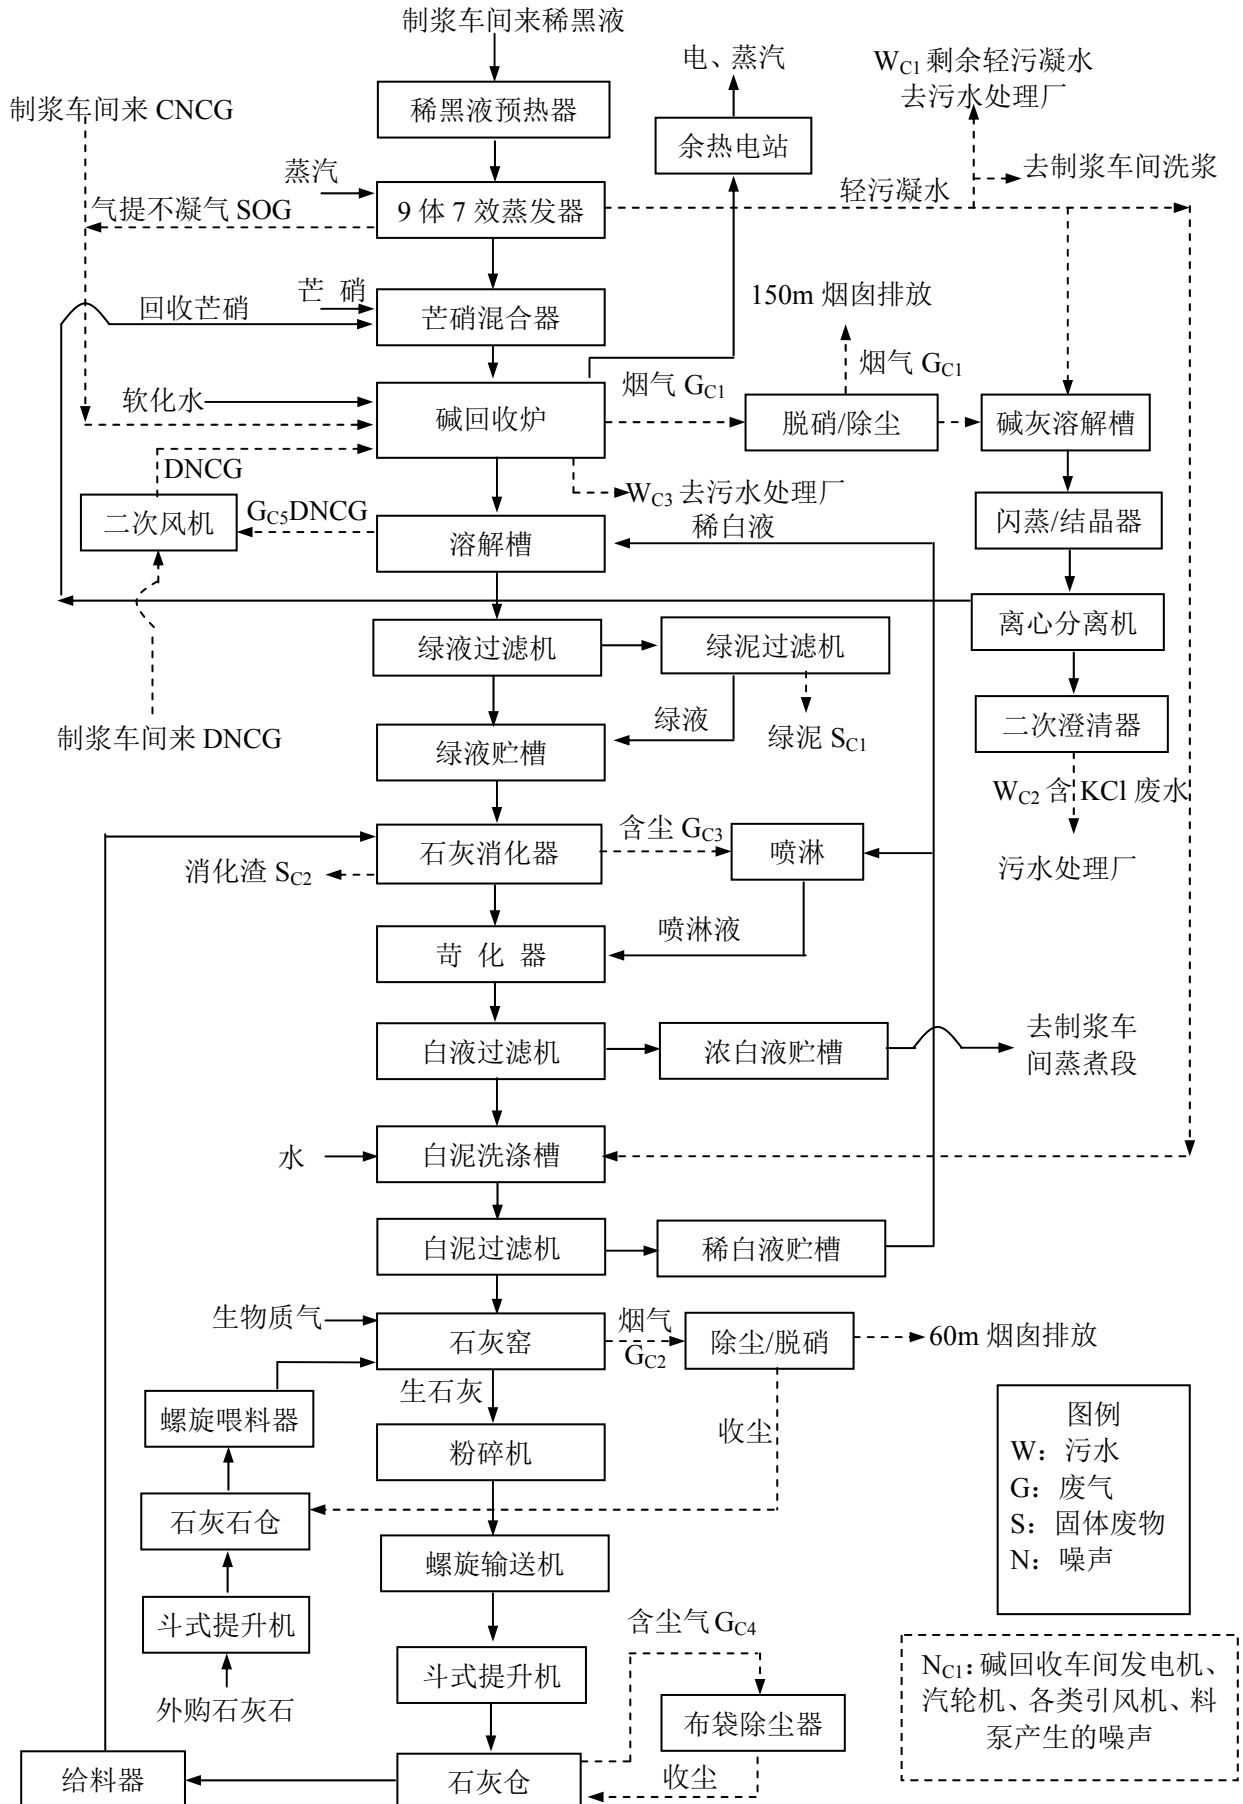 制浆车间来稀黑液
电、蒸汽
W_C1 剩余轻污凝水
去污水处理厂
制浆车间来 CNCG
稀黑液预热器
余热电站
去制浆车间洗浆
蒸汽
轻污凝水
气提不凝气 SOG
9 体 7 效蒸发器
芒 硝
150m 烟囱排放
回收芒硝
芒硝混合器
烟气 G_C1
烟气 G_C1
软化水
碱回收炉
脱硝/除尘
碱灰溶解槽
DNCG
W_C3 去污水处理厂
G_C5DNCG
稀白液
二次风机
溶解槽
闪蒸/结晶器
离心分离机
绿液过滤机
绿泥过滤机
绿液
制浆车间来 DNCG
绿液贮槽
绿泥 S_C1
二次澄清器
W_C2 含 KCl 废水
含尘 G_C3
石灰消化器
喷淋
消化渣 S_C2
污水处理厂
喷淋液
苛 化 器
去制浆车
间蒸煮段
白液过滤机
浓白液贮槽
水
白泥洗涤槽
白泥过滤机
稀白液贮槽
生物质气
烟气
G_C2
石灰窑
除尘/脱硝
60m 烟囱排放
生石灰
螺旋喂料器
收尘
粉碎机
图例
W：污水
G：废气
S：固体废物
N：噪声
石灰石仓
螺旋输送机
斗式提升机
含尘气 G_C4
斗式提升机
外购石灰石
布袋除尘器
N_C1：碱回收车间发电机、
汽轮机、各类引风机、料
泵产生的噪声
给料器
石灰仓
收尘